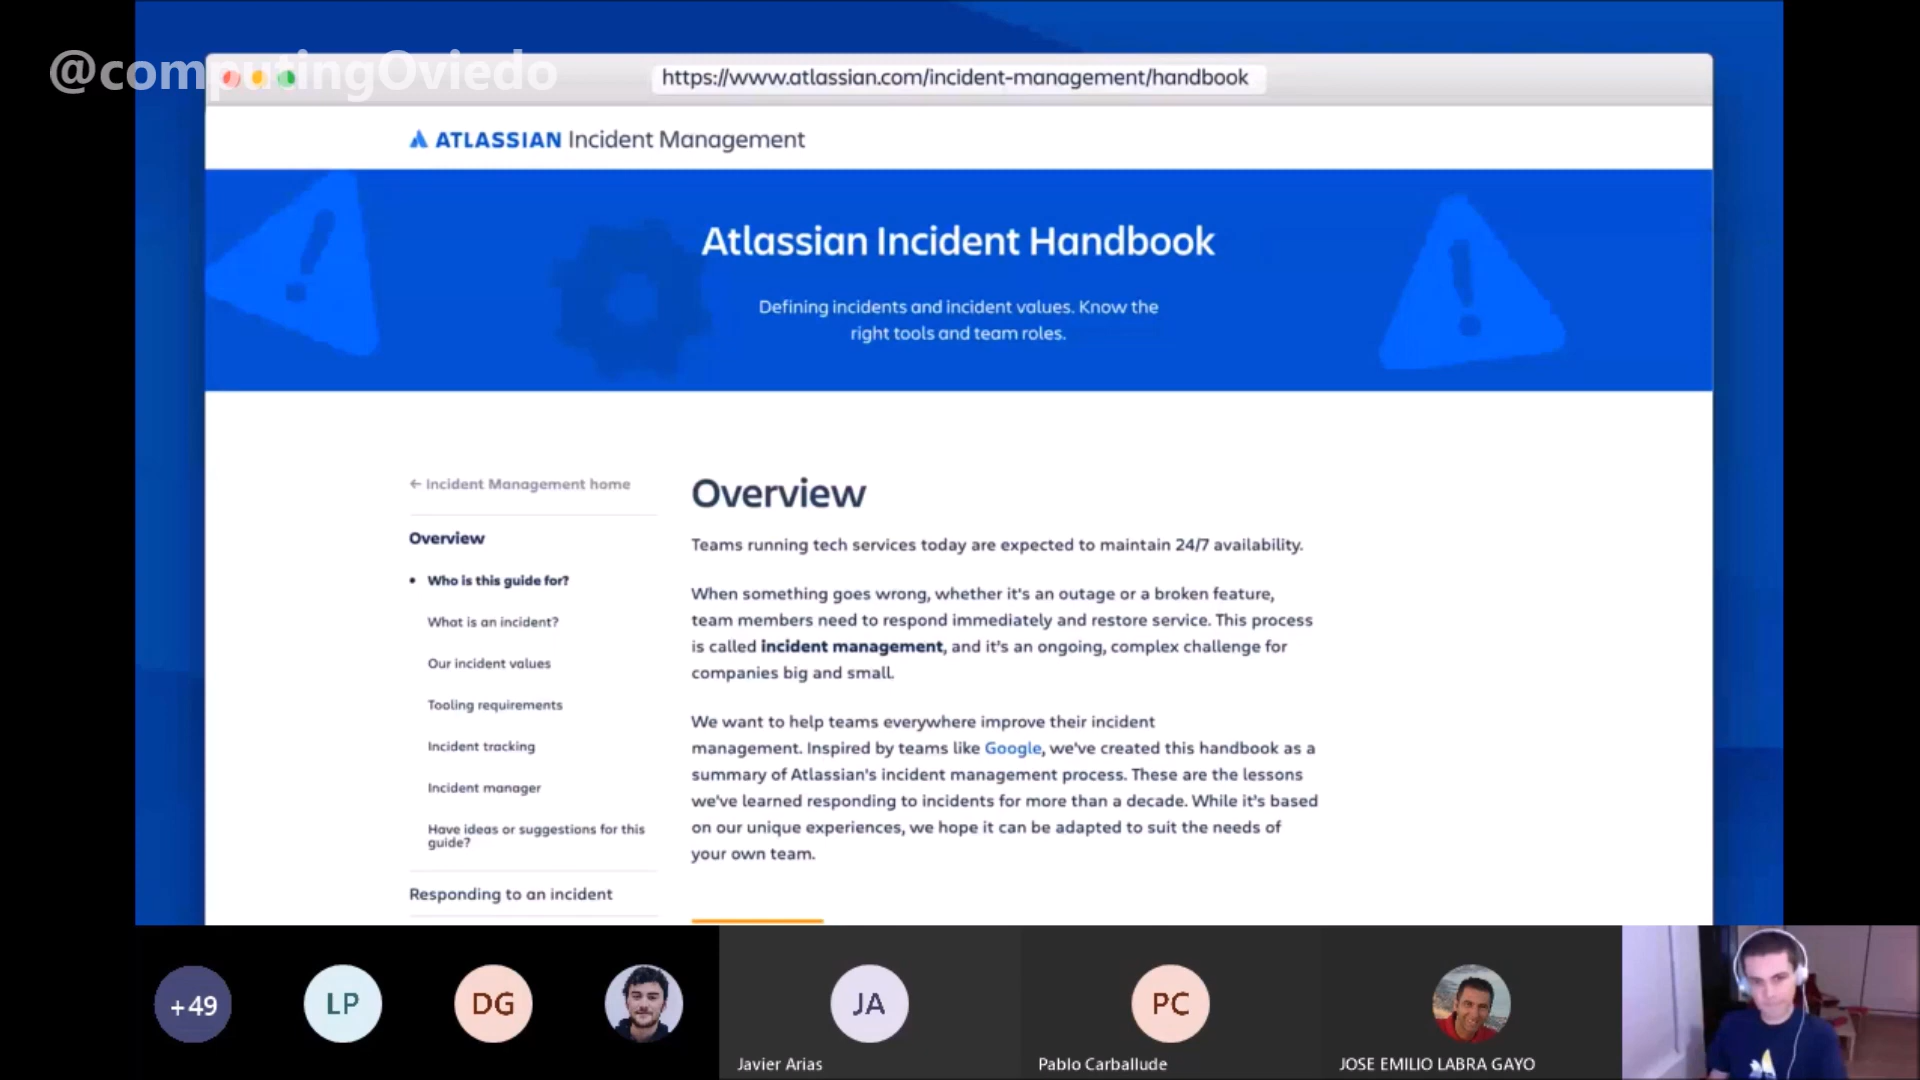 @computingOviedo
https://www.atlassian.com/incident-management/handbook
ATLASSIAN Incident Management
Atlassian Incident Handbook
Defining incidents and incident values. Know the
right tools and team roles.
← Incident Management home
Overview
• Who is this guide for?
What is an incident?
Our incident values
Tooling requirements
Incident tracking
Incident manager
Have ideas or suggestions for this
guide?
Responding to an incident
Overview
Teams running tech services today are expected to maintain 24/7 availability.
When something goes wrong, whether it's an outage or a broken feature,
team members need to respond immediately and restore service. This process
is called incident management, and it's an ongoing, complex challenge for
companies big and small.
We want to help teams everywhere improve their incident
management. Inspired by teams like Google, we've created this handbook as a
summary of Atlassian's incident management process. These are the lessons
we've learned responding to incidents for more than a decade. While it's based
on our unique experiences, we hope it can be adapted to suit the needs of
your own team.
+49
LP
DG
JA
Javier Arias
PC
Pablo Carballude
JOSE EMILIO LABRA GAYO